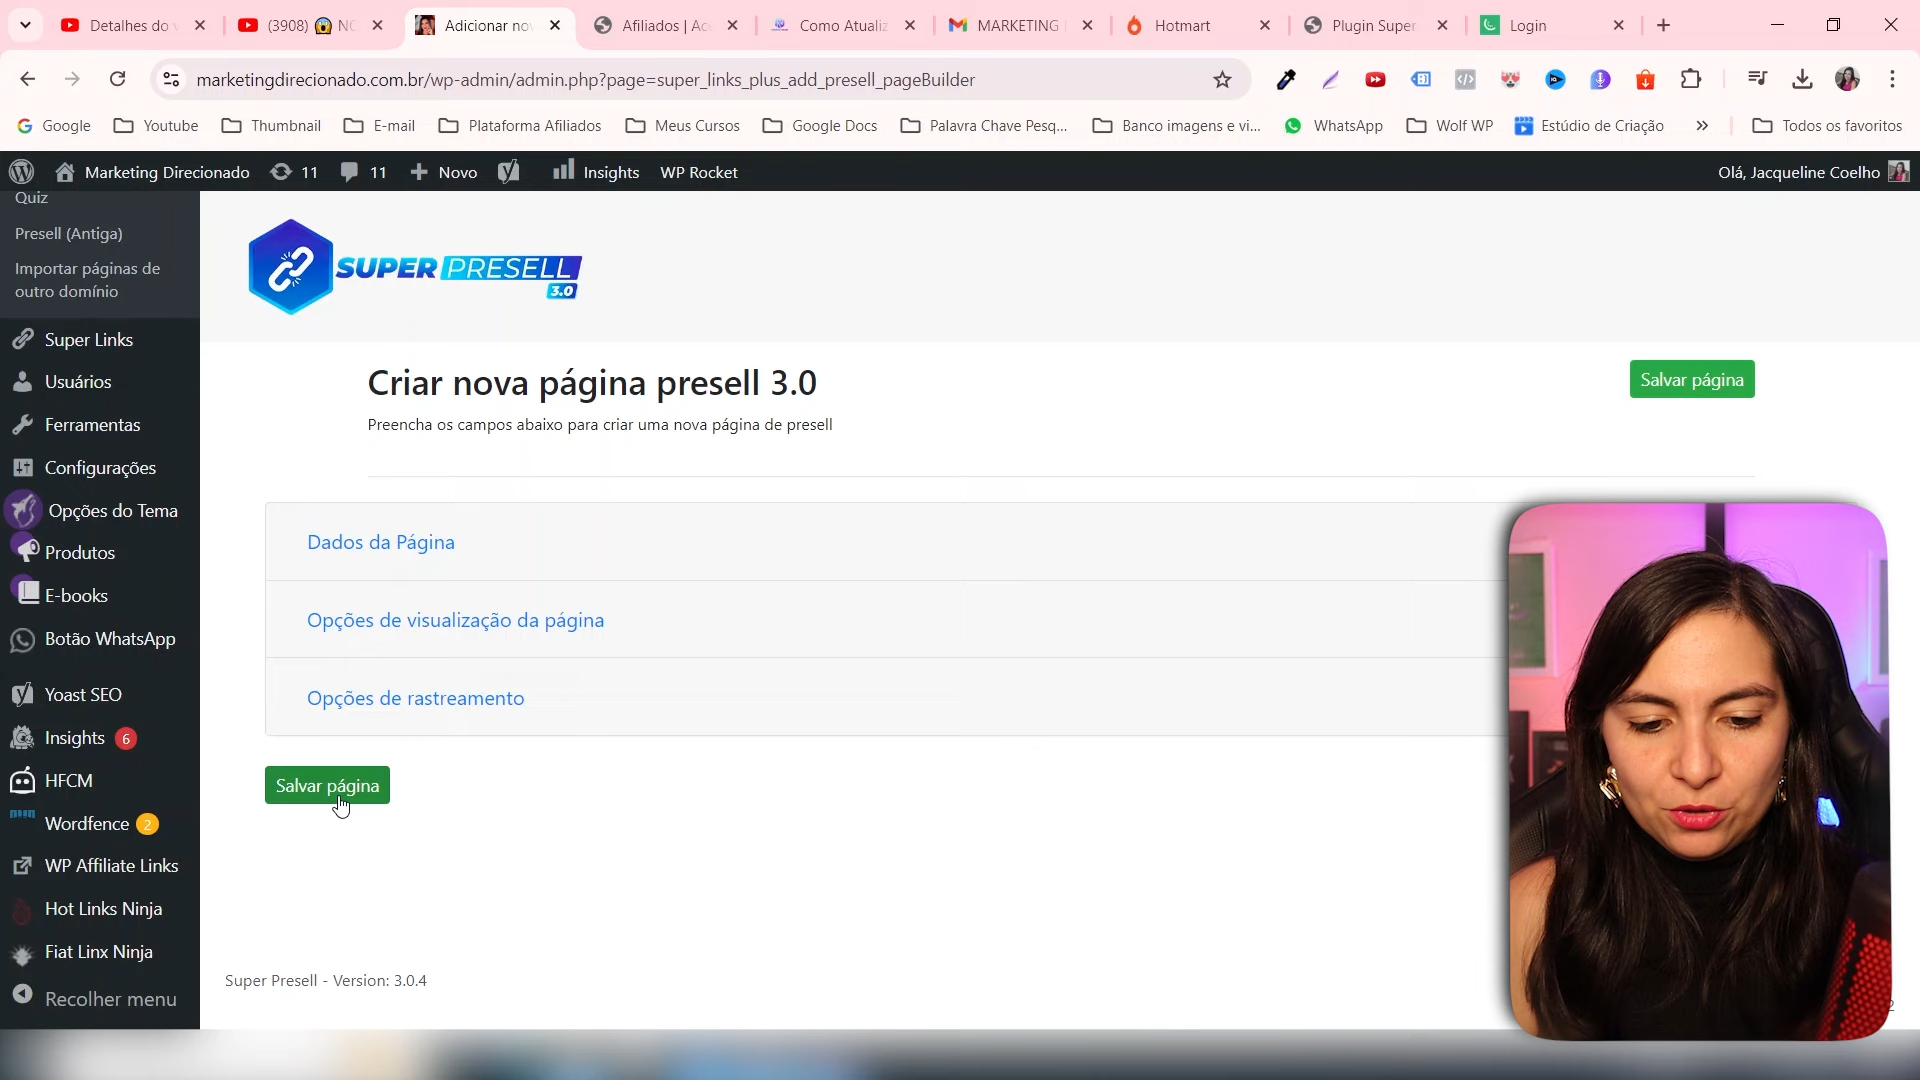 Detalhes do v
(3908) 😱 NO
Adicionar nov
Afiliados | Ace
Como Atualiz
MARKETING
Hotmart
Plugin Super
Login
marketingdirecionado.com.br/wp-admin/admin.php?page=super_links_plus_add_presell_pageBuilder
Google
Youtube
Thumbnail
E-mail
Plataforma Afiliados
Meus Cursos
Google Docs
Palavra Chave Pesq...
Banco imagens e vi...
WhatsApp
Wolf WP
Estúdio de Criação
»
Todos os favoritos
Marketing Direcionado
11
11
Novo
Insights
WP Rocket
Olá, Jacqueline Coelho
Quiz
Presell (Antiga)
Importar páginas de
outro domínio
Super Links
Usuários
Ferramentas
Configurações
Opções do Tema
Produtos
E-books
Botão WhatsApp
Yoast SEO
Insights 6
HFCM
Wordfence 2
WP Affiliate Links
Hot Links Ninja
Fiat Linx Ninja
Recolher menu
SUPER PRESELL
3.0
Criar nova página presell 3.0
Salvar página
Preencha os campos abaixo para criar uma nova página de presell
Dados da Página
Opções de visualização da página
Opções de rastreamento
Salvar página
Super Presell - Version: 3.0.4